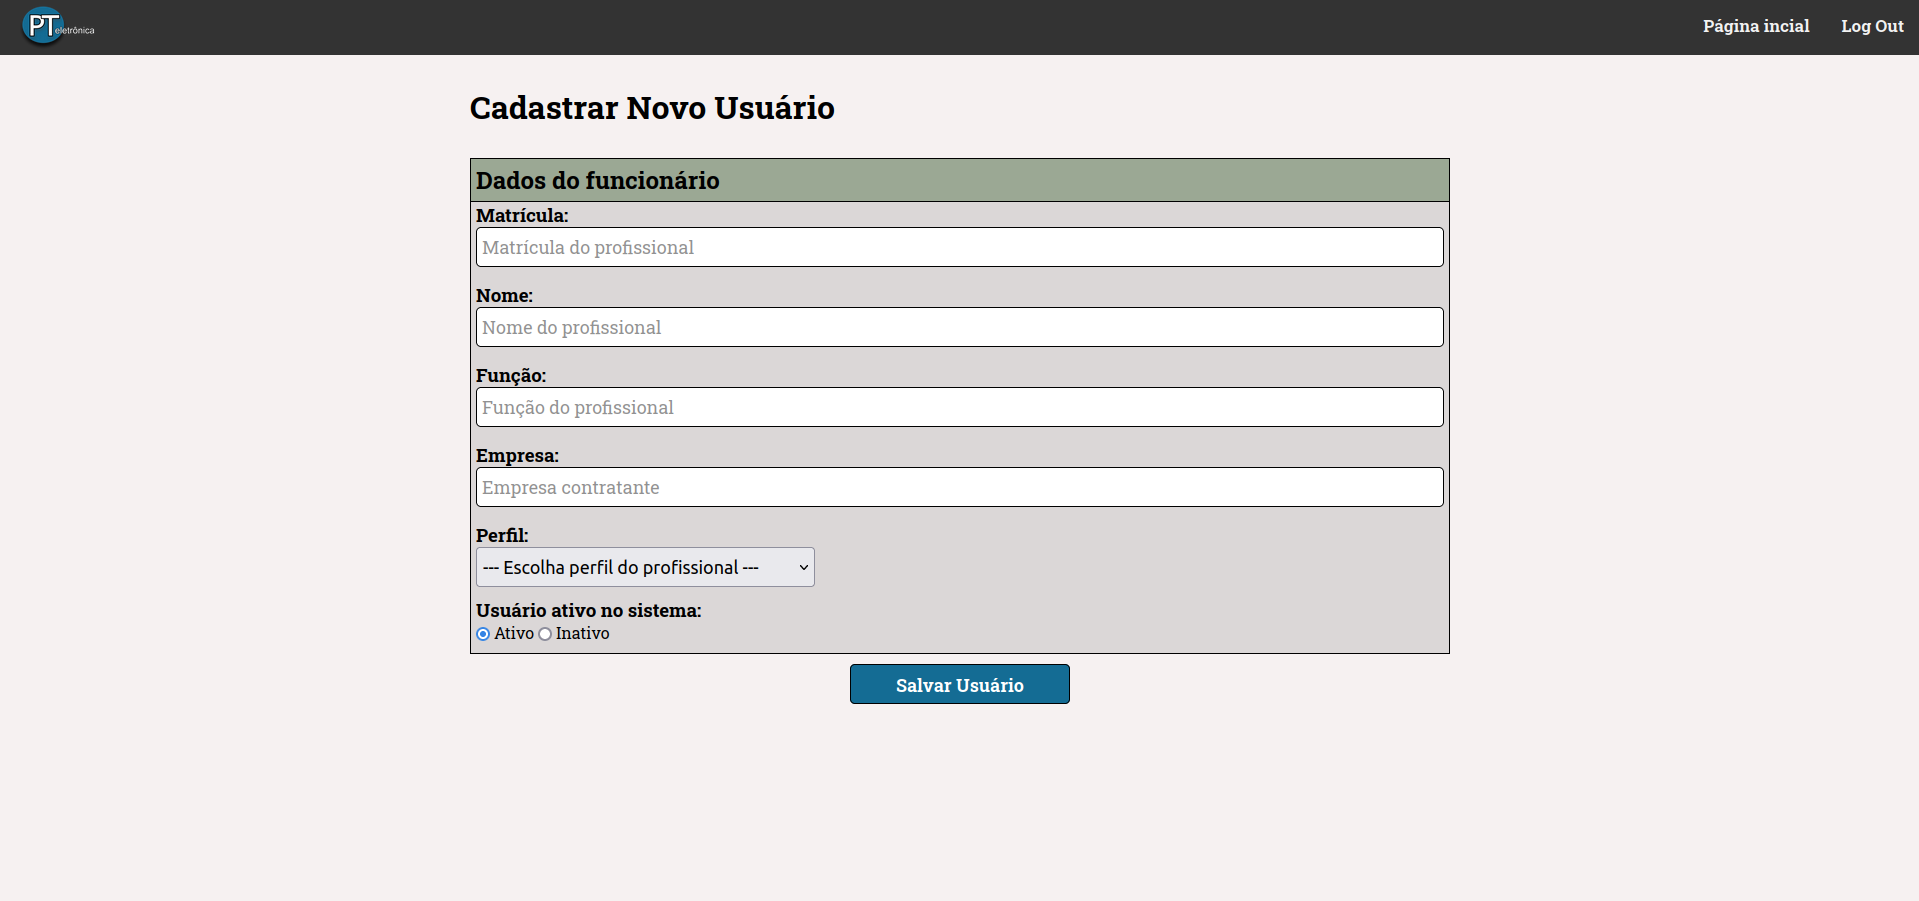 PT eletrônica
Página incial Log Out
Cadastrar Novo Usuário
Dados do funcionário
Matrícula:
Matrícula do profissional
Nome:
Nome do profissional
Função:
Função do profissional
Empresa:
Empresa contratante
Perfil:
--- Escolha perfil do profissional ---
Usuário ativo no sistema:
Ativo Inativo
Salvar Usuário